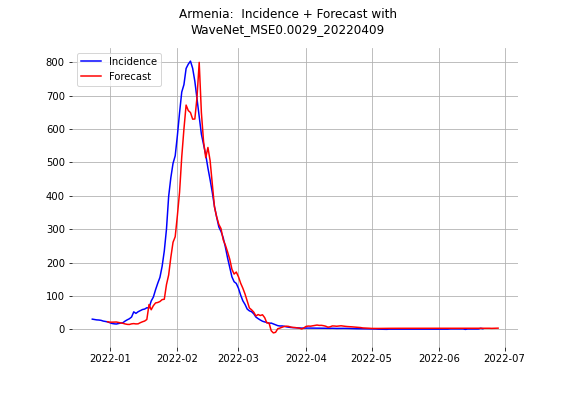 Armenia:  Incidence + Forecast with
WaveNet_MSE0.0029_20220409
Incidence
Forecast
800
700
600
500
400
300
200
100
0
2022-01 2022-02 2022-03 2022-04 2022-05 2022-06 2022-07